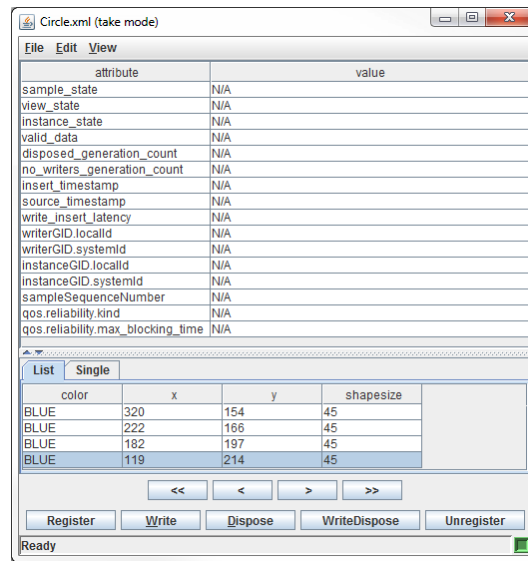 Circle.xml (take mode)
File Edit View
attribute value
sample_state N/A
view_state N/A
instance_state N/A
valid_data N/A
disposed_generation_count N/A
no_writers_generation_count N/A
insert_timestamp N/A
source_timestamp N/A
write_insert_latency N/A
writerGID.localId N/A
writerGID.systemId N/A
instanceGID.localId N/A
instanceGID.systemId N/A
sampleSequenceNumber N/A
qos.reliability.kind N/A
qos.reliability.max_blocking_time N/A
List Single
color x y shapesize
BLUE 320 154 45
BLUE 222 166 45
BLUE 182 197 45
BLUE 119 214 45
<< < > >>
Register Write Dispose WriteDispose Unregister
Ready